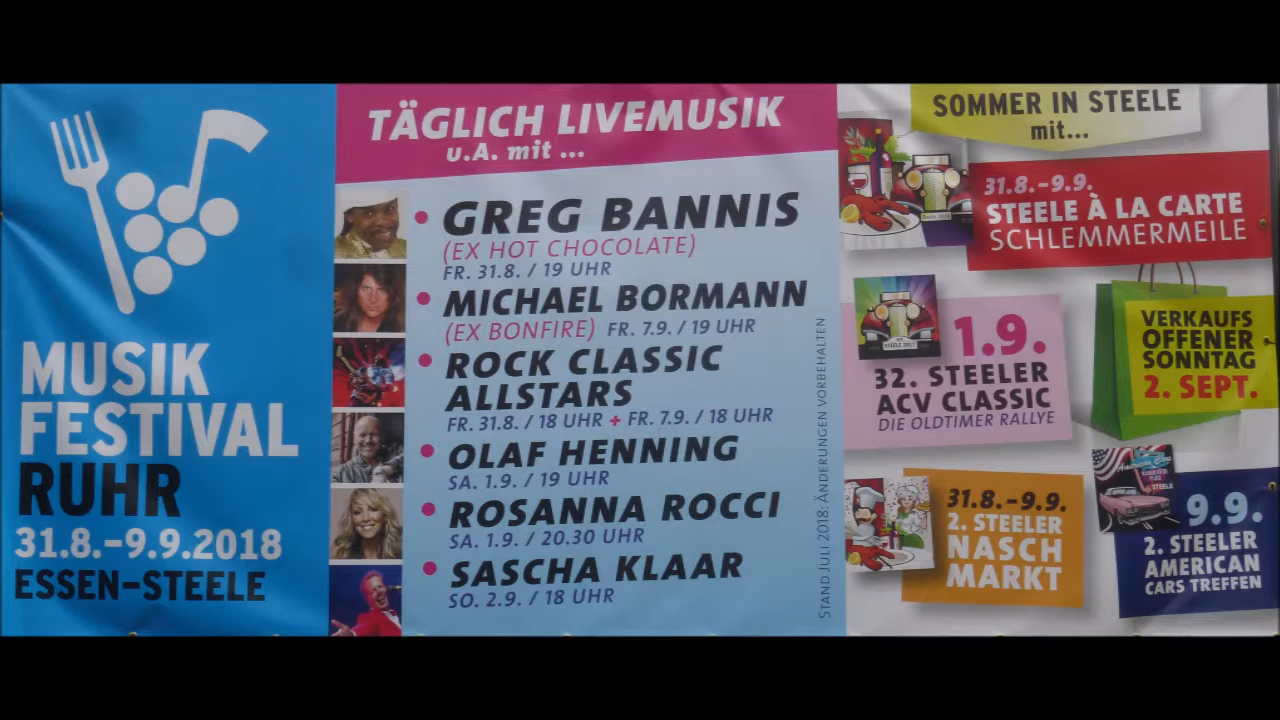 MUSIK
FESTIVAL
RUHR
31.8.-9.9.2018
ESSEN-STEELE
TÄGLICH LIVEMUSIK
u.A. mit ...
• GREG BANNIS
(EX HOT CHOCOLATE)
FR. 31.8. / 19 UHR
• MICHAEL BORMANN
(EX BONFIRE) FR. 7.9. / 19 UHR
• ROCK CLASSIC
ALLSTARS
FR. 31.8. / 18 UHR + FR. 7.9. / 18 UHR
• OLAF HENNING
SA. 1.9. / 19 UHR
• ROSANNA ROCCI
SA. 1.9. / 20.30 UHR
• SASCHA KLAAR
SO. 2.9. / 18 UHR
STAND JULI 2018: ÄNDERUNGEN VORBEHALTEN
SOMMER IN STEELE
mit...
31.8.-9.9.
STEELE À LA CARTE
SCHLEMMERMEILE
STEELE 2017
1.9.
32. STEELER
ACV CLASSIC
DIE OLDTIMER RALLYE
VERKAUFS
OFFENER
SONNTAG
2. SEPT.
31.8.-9.9.
2. STEELER
NASCH
MARKT
American Cars
STEELE
9.9.
2. STEELER
AMERICAN
CARS TREFFEN